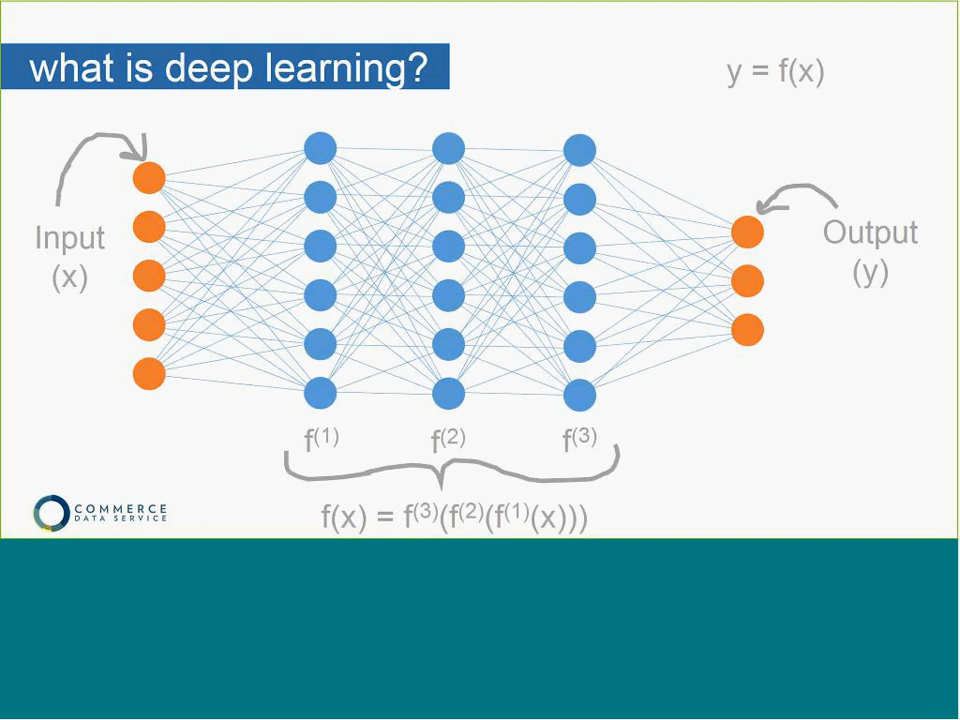 what is deep learning?
y = f(x)
Input
(x)
Output
(y)
f(1)
f(2)
f(3)
f(x) = f(3)(f(2)(f(1)(x)))
COMMERCE
DATA SERVICE